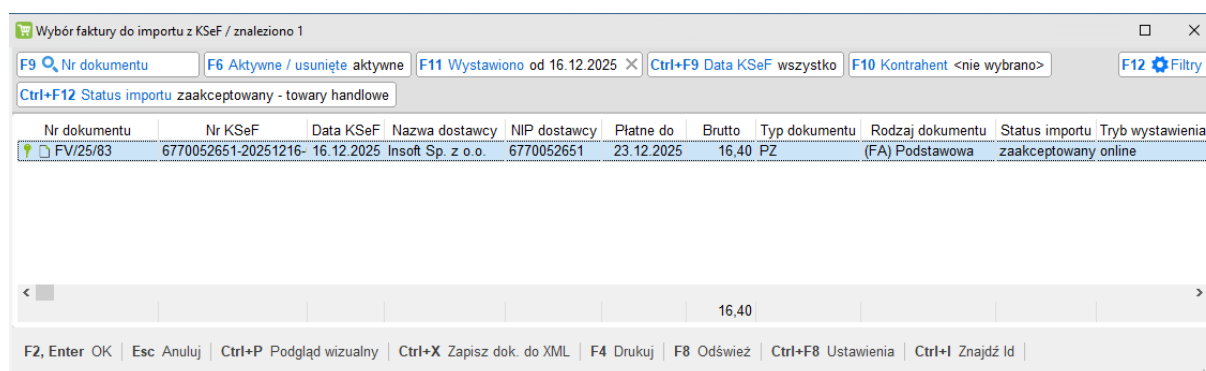 Wybór faktury do importu z KSeF / znaleziono 1
F9 Nr dokumentu F6 Aktywne / usunięte aktywne F11 Wystawiono od 16.12.2025 Ctrl+F9 Data KSeF wszystko F10 Kontrahent <nie wybrano> F12 Filtry
Ctrl+F12 Status importu zaakceptowany - towary handlowe
Nr dokumentu Nr KSeF Data KSeF Nazwa dostawcy NIP dostawcy Płatne do Brutto Typ dokumentu Rodzaj dokumentu Status importu Tryb wystawienia
FV/25/83 6770052651-20251216- 16.12.2025 Insoft Sp. z o.o. 6770052651 23.12.2025 16,40 PZ (FA) Podstawowa zaakceptowany online
16,40
F2, Enter OK Esc Anuluj Ctrl+P Podgląd wizualny Ctrl+X Zapisz dok. do XML F4 Drukuj F8 Odśwież Ctrl+F8 Ustawienia Ctrl+I Znajdź Id